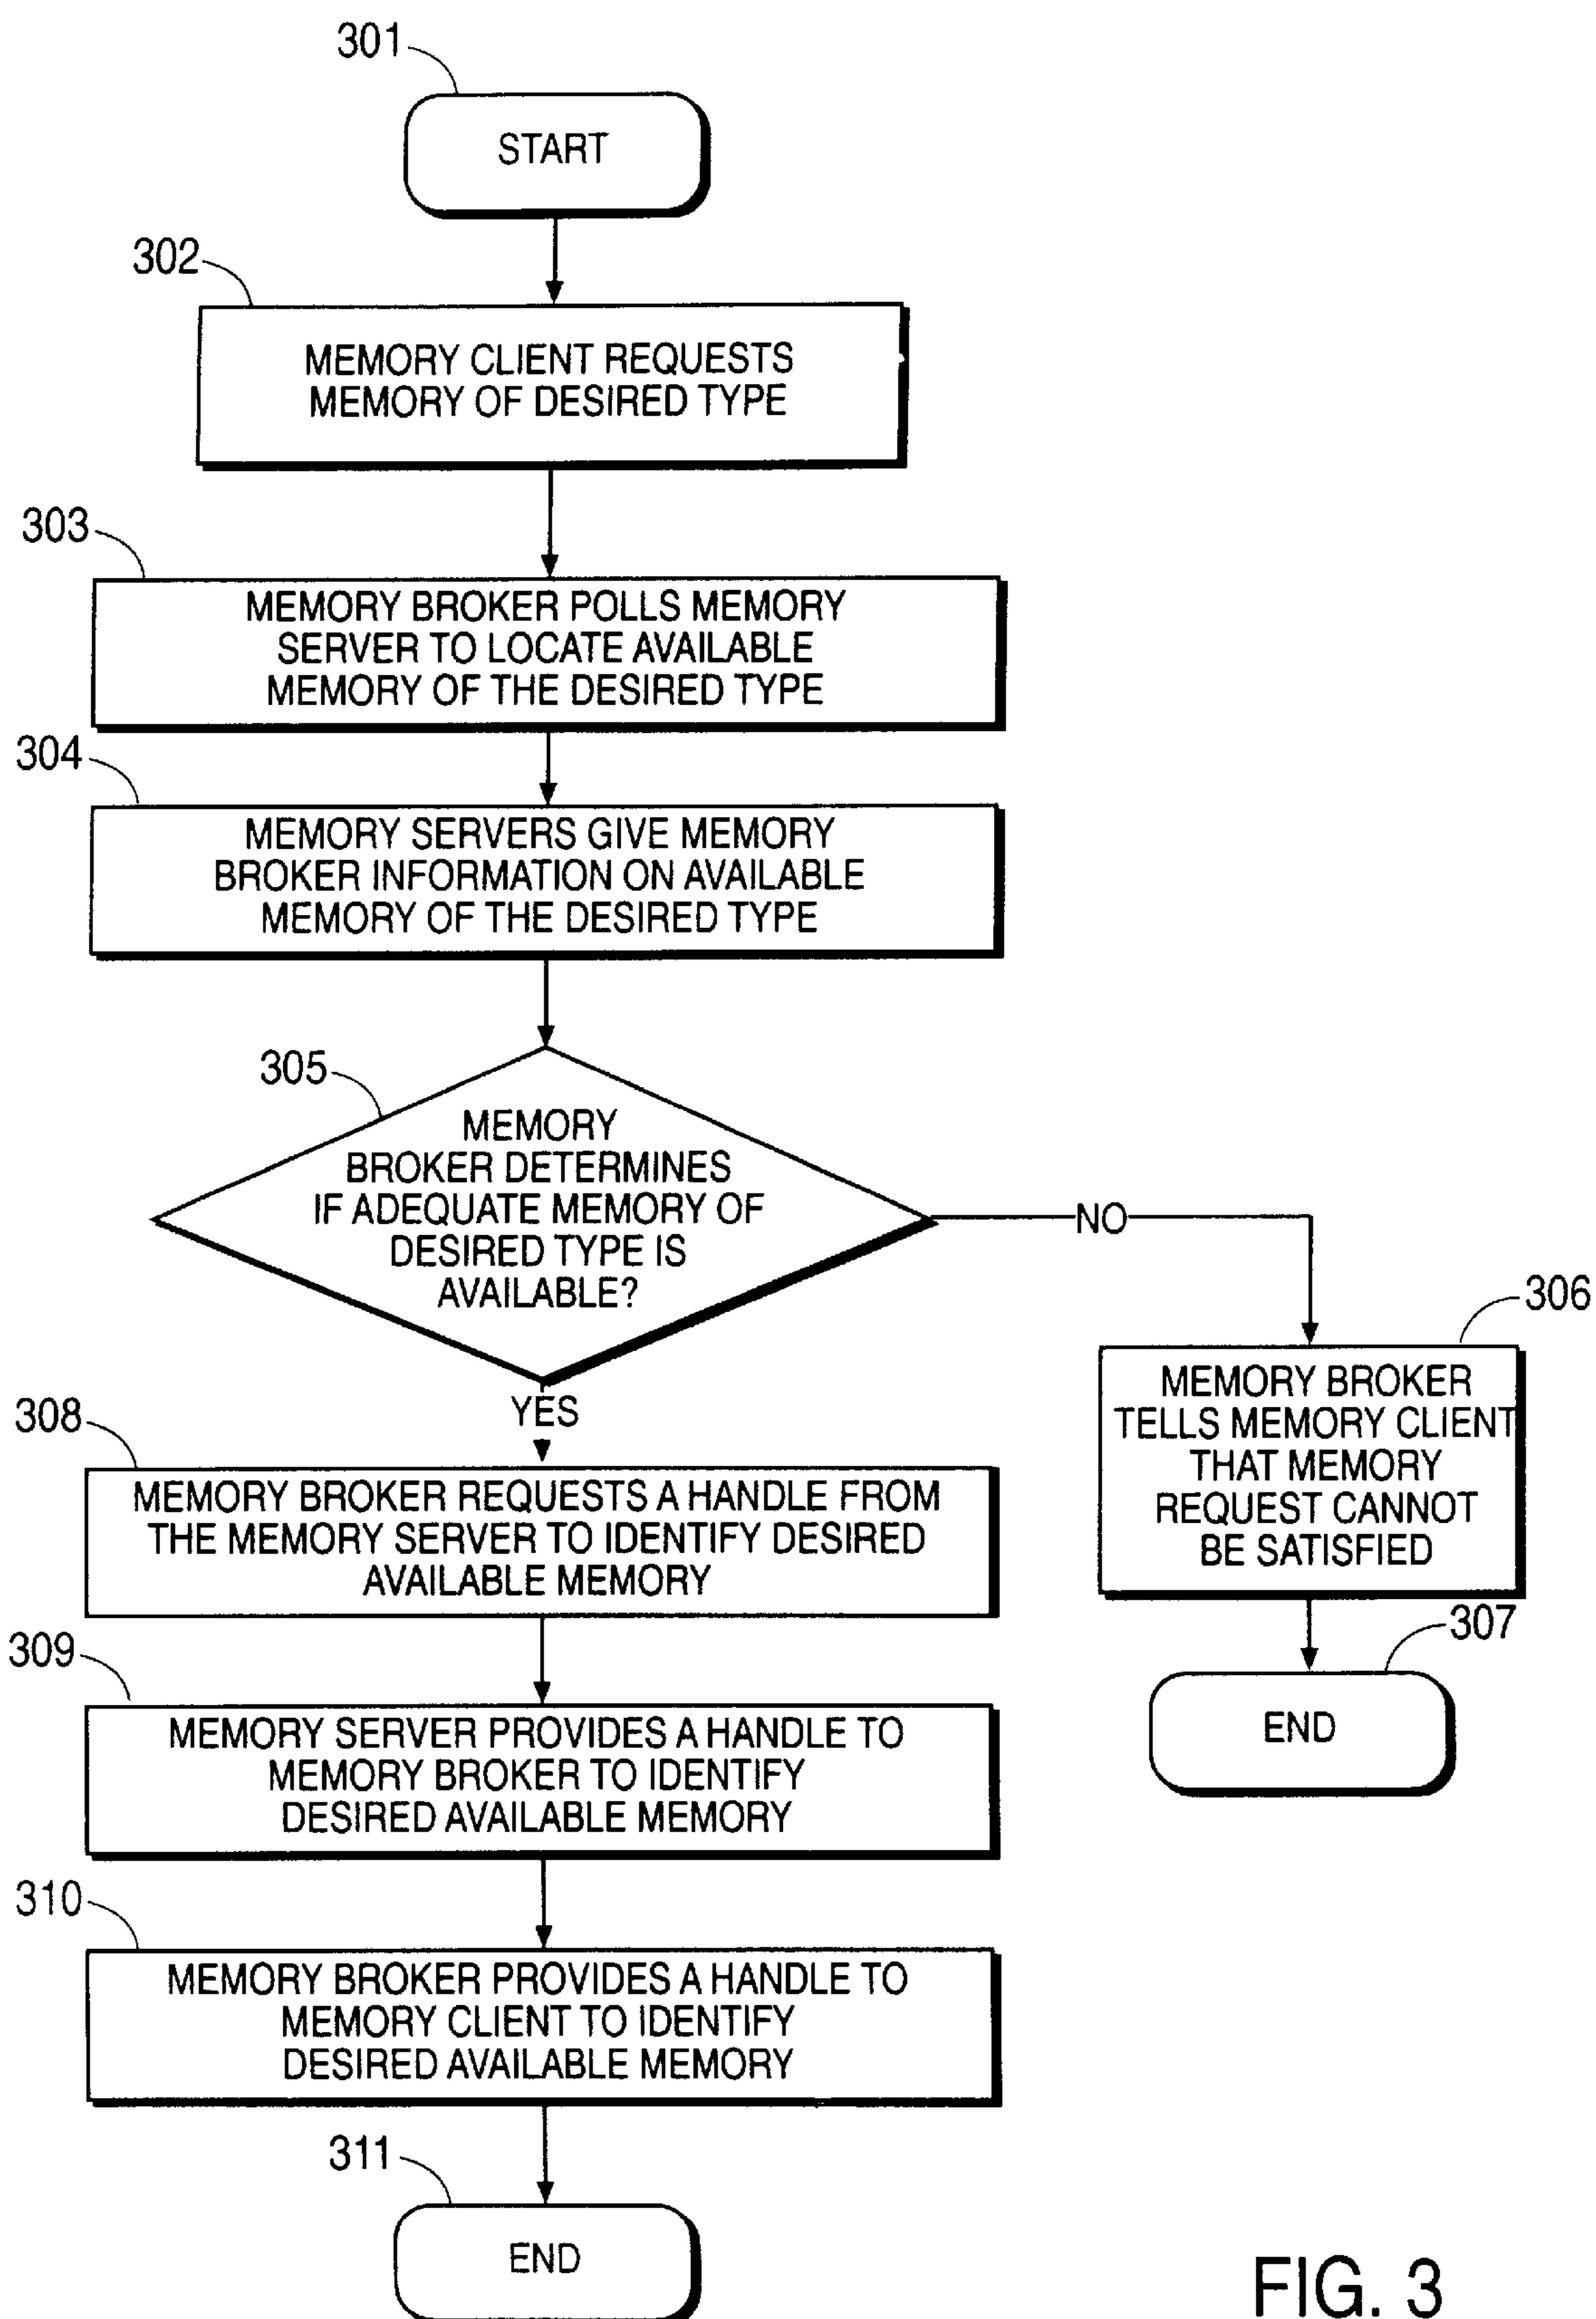 301
START
302
MEMORY CLIENT REQUESTS
MEMORY OF DESIRED TYPE
303
MEMORY BROKER POLLS MEMORY
SERVER TO LOCATE AVAILABLE
MEMORY OF THE DESIRED TYPE
304
MEMORY SERVERS GIVE MEMORY
BROKER INFORMATION ON AVAILABLE
MEMORY OF THE DESIRED TYPE
305
MEMORY
BROKER DETERMINES
IF ADEQUATE MEMORY OF
DESIRED TYPE IS
AVAILABLE?
NO
306
MEMORY BROKER
TELLS MEMORY CLIENT
THAT MEMORY
REQUEST CANNOT
BE SATISFIED
307
END
YES
308
MEMORY BROKER REQUESTS A HANDLE FROM
THE MEMORY SERVER TO IDENTIFY DESIRED
AVAILABLE MEMORY
309
MEMORY SERVER PROVIDES A HANDLE TO
MEMORY BROKER TO IDENTIFY
DESIRED AVAILABLE MEMORY
310
MEMORY BROKER PROVIDES A HANDLE TO
MEMORY CLIENT TO IDENTIFY
DESIRED AVAILABLE MEMORY
311
END
FIG. 3